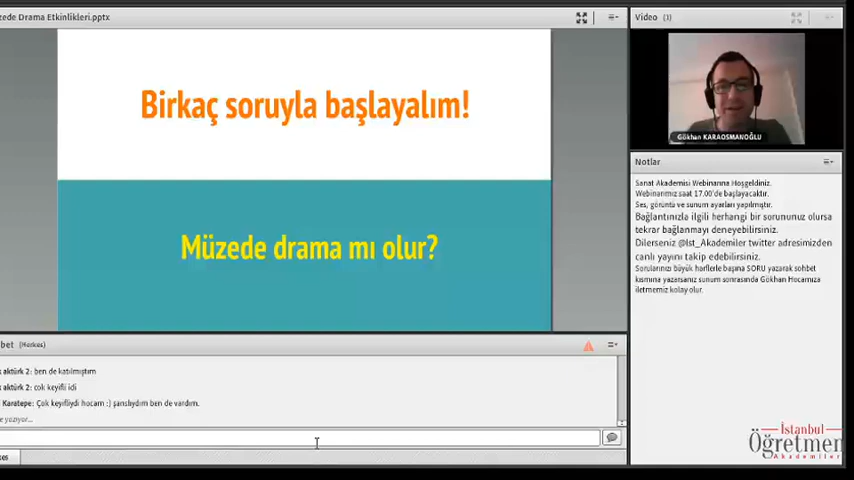 zede Drama Etkinlikleri.pptx
Birkaç soruyla başlayalım!
Müzede drama mı olur?
Video (1)
Gökhan KARAOSMANOĞLU
Notlar
Sanat Akademisi Webinarına Hoşgeldiniz.
Webinarımız saat 17.00'de başlayacaktır.
Ses, görüntü ve sunum ayarları yapılmıştır.
Bağlantınızla ilgili herhangi bir sorununuz olursa
tekrar bağlanmayı deneyebilirsiniz.
Dilerseniz @Ist_Akademiler twitter adresimizden
canlı yayını takip edebilirsiniz.
Sorularınızı büyük harflerle başına SORU yazarak sohbet
kısmına yazarsanız sunum sonrasında Gökhan Hocamıza
iletmemiz kolay olur.
bet (Herkes)
k aktürk 2: ben de katılmıştım
k aktürk 2: cok keyifli idi
Karatepe: Çok keyifliydi hocam :) şanslıydım ben de vardım.
e yazıyor...
kes
İstanbul
Öğretmen
Akademiler